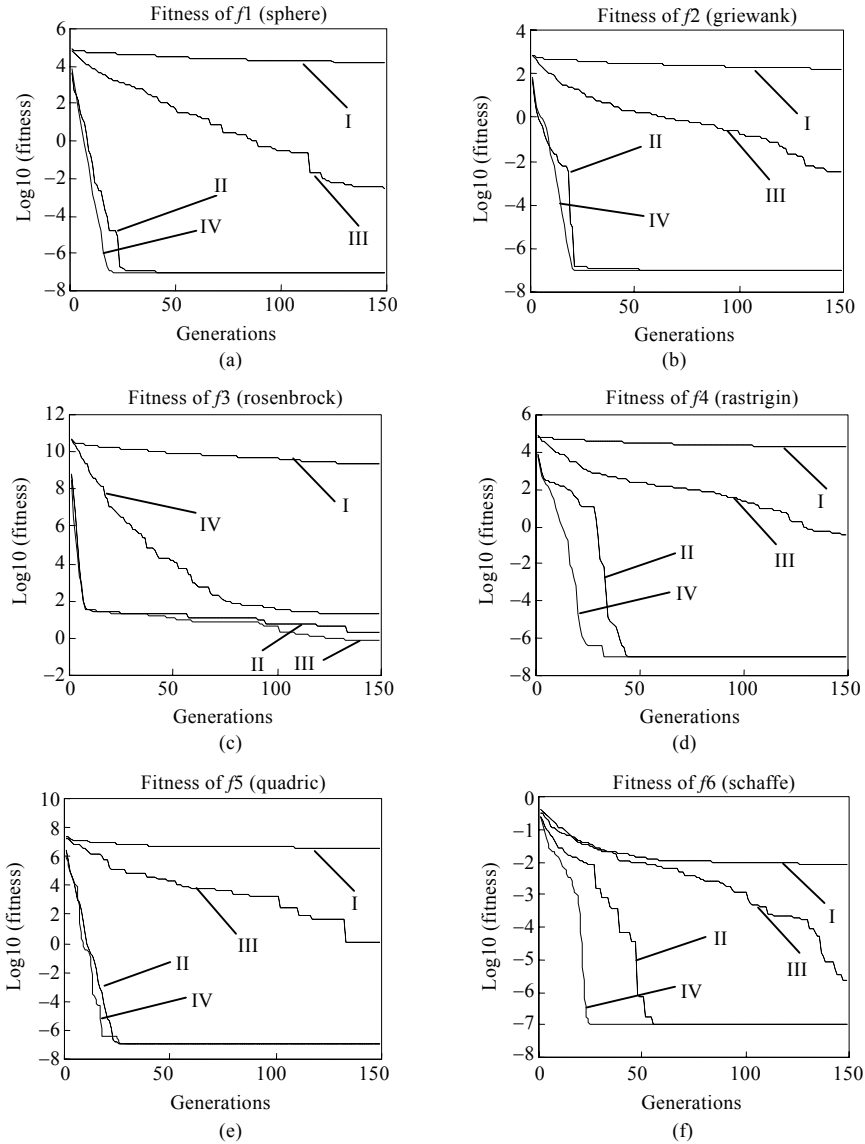 Fitness of f1 (sphere)
Log10 (fitness)
6
4
2
0
−2
−4
−6
−8
0
50
100
150
I
II
III
IV
Generations
(a)
Fitness of f2 (griewank)
Log10 (fitness)
4
2
0
−2
−4
−6
−8
0
50
100
150
I
II
III
IV
Generations
(b)
Fitness of f3 (rosenbrock)
Log10 (fitness)
12
10
8
6
4
2
0
−2
0
50
100
150
I
IV
II
III
Generations
(c)
Fitness of f4 (rastrigin)
Log10 (fitness)
6
4
2
0
−2
−4
−6
−8
0
50
100
150
I
III
II
IV
Generations
(d)
Fitness of f5 (quadric)
Log10 (fitness)
10
8
6
4
2
0
−2
−4
−6
−8
0
50
100
150
I
III
II
IV
Generations
(e)
Fitness of f6 (schaffe)
Log10 (fitness)
0
−1
−2
−3
−4
−5
−6
−7
−8
0
50
100
150
I
II
III
IV
Generations
(f)